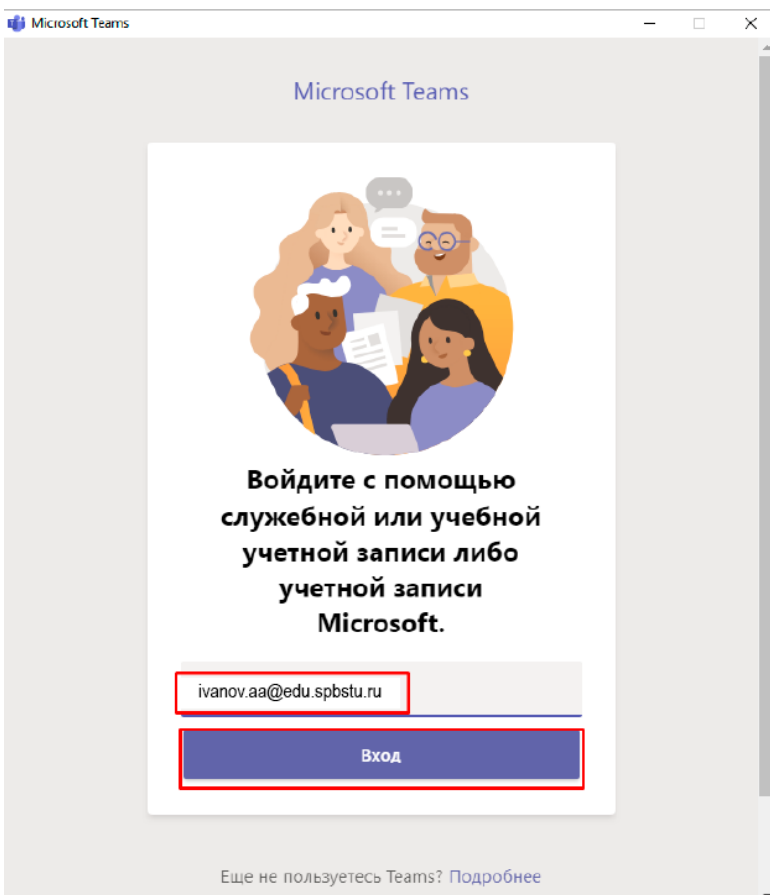 Microsoft Teams
Microsoft Teams
Войдите с помощью
служебной или учебной
учетной записи либо
учетной записи
Microsoft.
ivanov.aa@edu.spbstu.ru
Вход
Еще не пользуетесь Teams? Подробнее